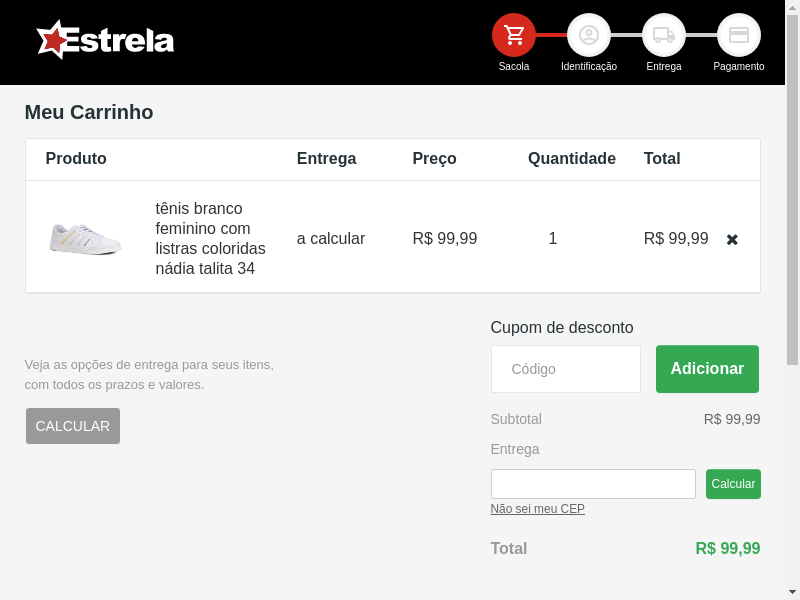 Estrela
Sacola Identificação Entrega Pagamento
Meu Carrinho
Produto Entrega Preço Quantidade Total
tênis branco
feminino com
listras coloridas
nádia talita 34
a calcular R$ 99,99 1 R$ 99,99
Cupom de desconto
Código Adicionar
Veja as opções de entrega para seus itens,
com todos os prazos e valores.
CALCULAR
Subtotal R$ 99,99
Entrega
Calcular
Não sei meu CEP
Total R$ 99,99